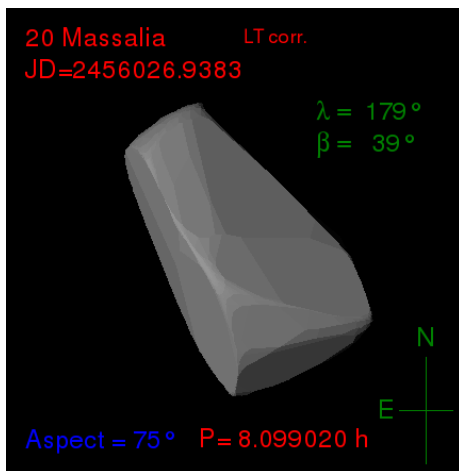 20 Massalia
LT corr.
JD=2456026.9383
λ = 179°
β = 39°
N
E
Aspect = 75°
P= 8.099020 h